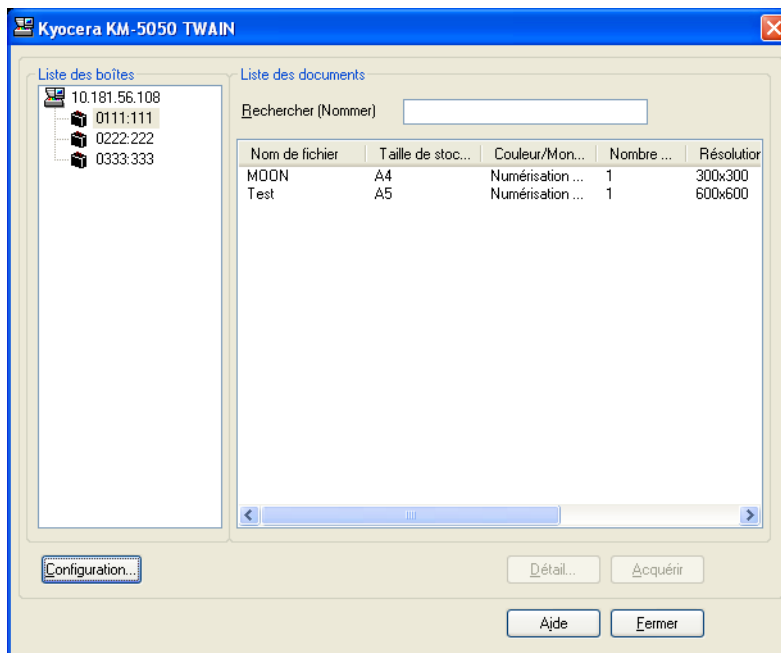 Kyocera KM-5050 TWAIN
Liste des boîtes
10.181.56.108
0111:111
0222:222
0333:333
Liste des documents
Rechercher (Nommer)
Nom de fichier Taille de stoc... Couleur/Mon... Nombre ... Résolution
MOON A4 Numérisation ... 1 300x300
Test A5 Numérisation ... 1 600x600
Configuration... Détail... Acquérir
Aide Fermer